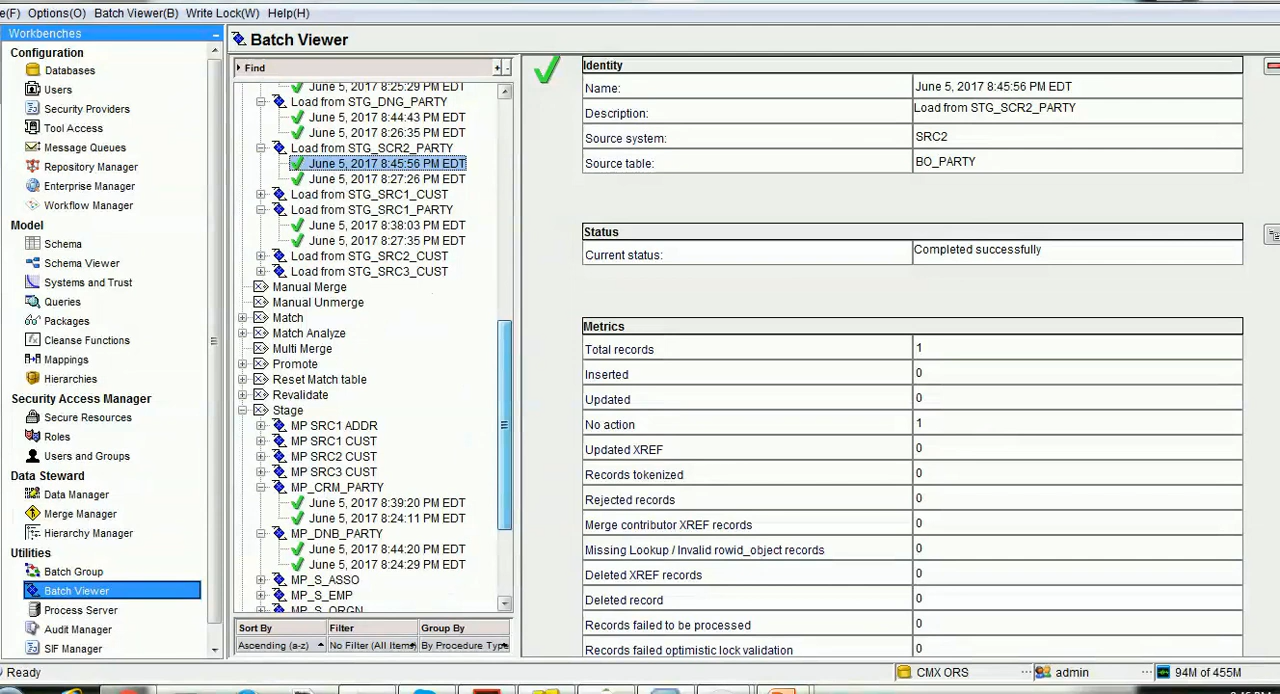 e(F) Options(O) Batch Viewer(B) Write Lock(W) Help(H)
Workbenches
Configuration
Databases
Users
Security Providers
Tool Access
Message Queues
Repository Manager
Enterprise Manager
Workflow Manager
Model
Schema
Schema Viewer
Systems and Trust
Queries
Packages
Cleanse Functions
Mappings
Hierarchies
Security Access Manager
Secure Resources
Roles
Users and Groups
Data Steward
Data Manager
Merge Manager
Hierarchy Manager
Utilities
Batch Group
Batch Viewer
Process Server
Audit Manager
SIF Manager
Batch Viewer
Find
June 5, 2017 8:25:29 PM EDT
Load from STG_DNG_PARTY
June 5, 2017 8:44:43 PM EDT
June 5, 2017 8:26:35 PM EDT
Load from STG_SCR2_PARTY
June 5, 2017 8:45:56 PM EDT
June 5, 2017 8:27:26 PM EDT
Load from STG_SRC1_CUST
Load from STG_SRC1_PARTY
June 5, 2017 8:38:03 PM EDT
June 5, 2017 8:27:35 PM EDT
Load from STG_SRC2_CUST
Load from STG_SRC3_CUST
Manual Merge
Manual Unmerge
Match
Match Analyze
Multi Merge
Promote
Reset Match table
Revalidate
Stage
MP SRC1 ADDR
MP SRC1 CUST
MP SRC2 CUST
MP SRC3 CUST
MP_CRM_PARTY
June 5, 2017 8:39:20 PM EDT
June 5, 2017 8:24:11 PM EDT
MP_DNB_PARTY
June 5, 2017 8:44:20 PM EDT
June 5, 2017 8:24:29 PM EDT
MP_S_ASSO
MP_S_EMP
MP_S_ORGN
Sort By Filter Group By
Ascending (a-z) No Filter (All Items) By Procedure Type
Identity
Name: June 5, 2017 8:45:56 PM EDT
Description: Load from STG_SCR2_PARTY
Source system: SRC2
Source table: BO_PARTY
Status
Current status: Completed successfully
Metrics
Total records 1
Inserted 0
Updated 0
No action 1
Updated XREF 0
Records tokenized 0
Rejected records 0
Merge contributor XREF records 0
Missing Lookup / Invalid rowid_object records 0
Deleted XREF records 0
Deleted record 0
Records failed to be processed 0
Records failed optimistic lock validation 0
Ready CMX ORS admin 94M of 455M